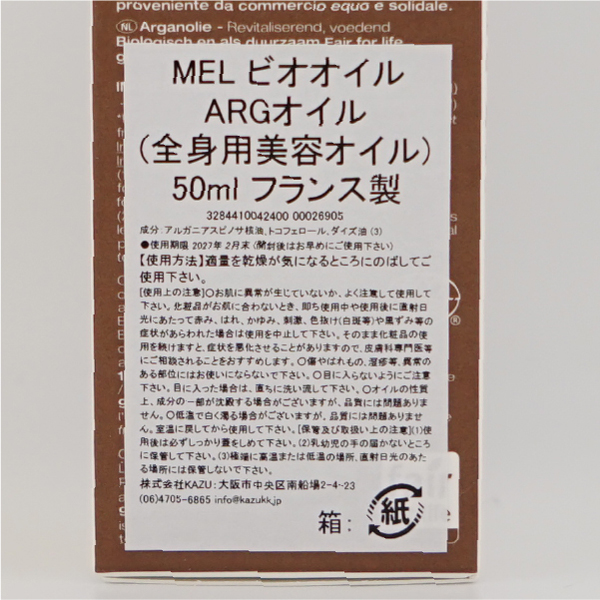 proveniente da commercio equo e solidale.
NL Arganolie - Revitaliserend, voedend
Biologisch en als duurzaam Fair for life
MEL ビオオイル
ARGオイル
(全身用美容オイル)
50ml フランス製
3284410042400 00026905
成分:アルガニアスピノサ核油,トコフェロール,ダイズ油 (3)
●使用期限 2027年 2月末 (開封後はお早めにご使用下さい)
【使用方法】適量を乾燥が気になるところにのばしてご
使用下さい。
[使用上の注意]〇お肌に異常が生じていないか、よく注意して使用して
下さい。化粧品がお肌に合わないとき、即ち使用中や使用後に直射日
光にあたって赤み、はれ、かゆみ、刺激、色抜け(白斑等)や黒ずみ等の
症状があらわれた場合は使用を中止して下さい。そのまま化粧品の使
用を続けますと、症状を悪化させることがありますので、皮膚科専門医等
にご相談されることをおすすめします。〇傷やはれもの、湿疹等、異常の
ある部位にはお使いにならないで下さい。〇目に入らないようにご注意
下さい。目に入った場合は、直ちに洗い流して下さい。〇オイルの性質
上、成分の一部が沈殿する場合がございますが、品質には問題ありま
せん。〇低温で白く濁る場合がございますが、品質には問題ありませ
ん。室温に戻してから使用して下さい。[保管及び取扱い上の注意](1)使
用後は必ずしっかり蓋をしめて下さい。(2)乳幼児の手の届かないところ
に保管して下さい。(3)極端に高温または低温の場所、直射日光のあた
る場所には保管しないで下さい。
株式会社KAZU:大阪市中央区南船場2-4-23
(06)4705-6865 info@kazukk.jp
箱: 紙